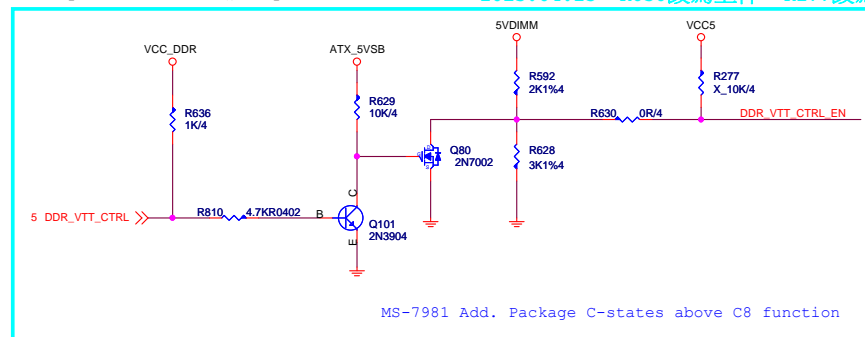 5VDIMM
VCC5
VCC_DDR
ATX_5VSB
R592
2K1%4
R277
X_10K/4
R636
1K/4
R629
10K/4
R630
0R/4
DDR_VTT_CTRL_EN
Q80
2N7002
R628
3K1%4
C
5 DDR_VTT_CTRL
R810
4.7KR0402
B
Q101
2N3904
E
MS-7981 Add. Package C-states above C8 function